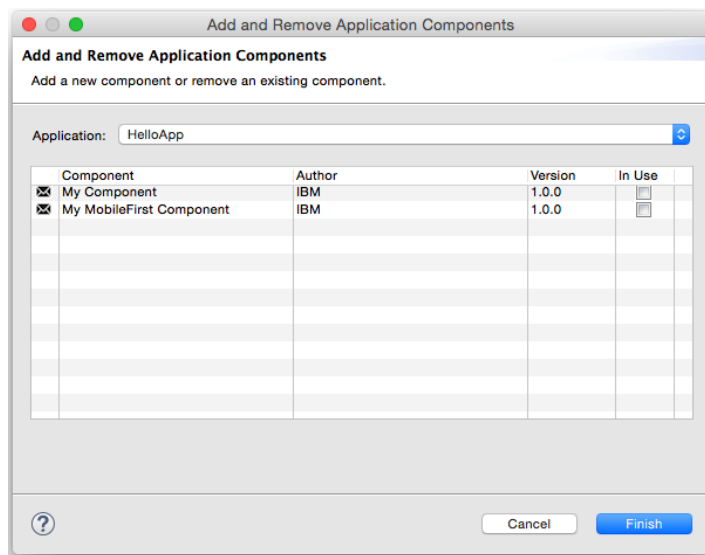 Add and Remove Application Components
Add and Remove Application Components
Add a new component or remove an existing component.
Application: HelloApp
Component Author Version In Use
My Component IBM 1.0.0
My MobileFirst Component IBM 1.0.0
? Cancel Finish